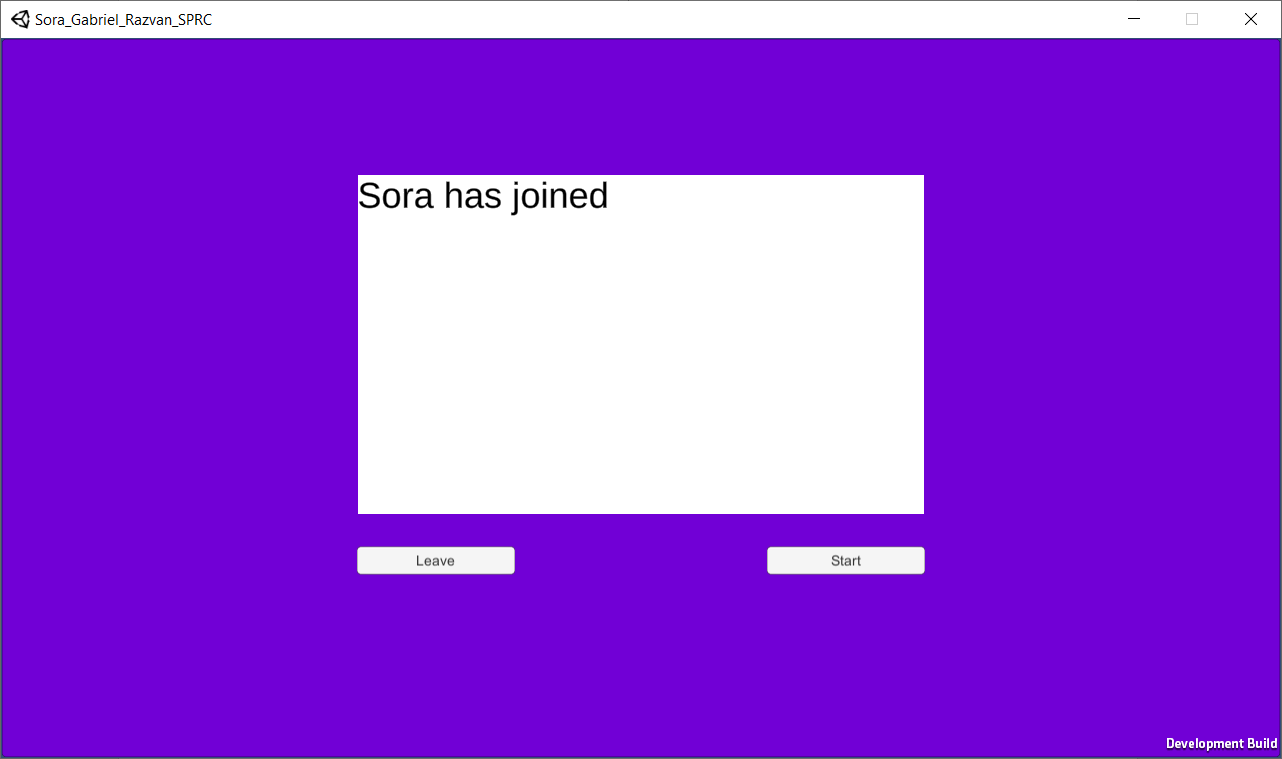 Sora_Gabriel_Razvan_SPRC
Sora has joined
Leave
Start
Development Build